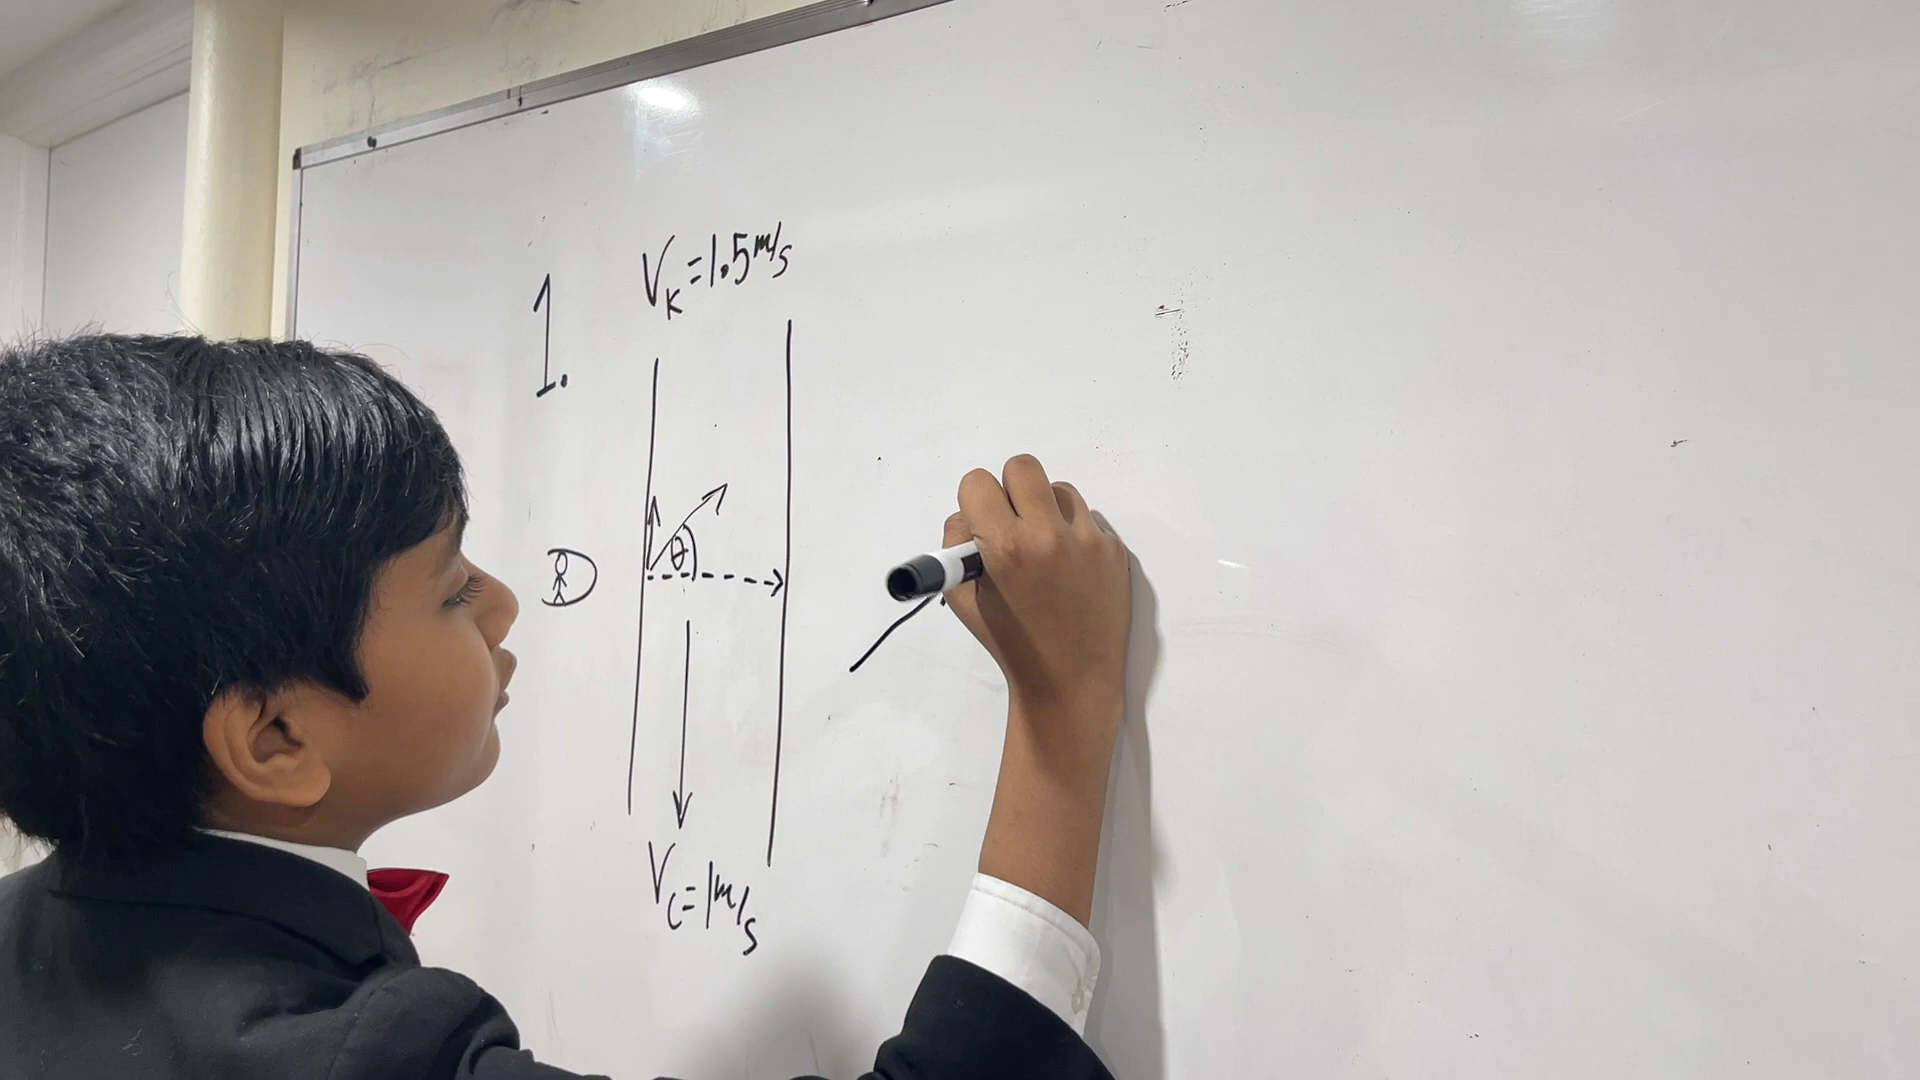 1.
V_K = 1.5 m/s
θ
V_C = 1 m/s